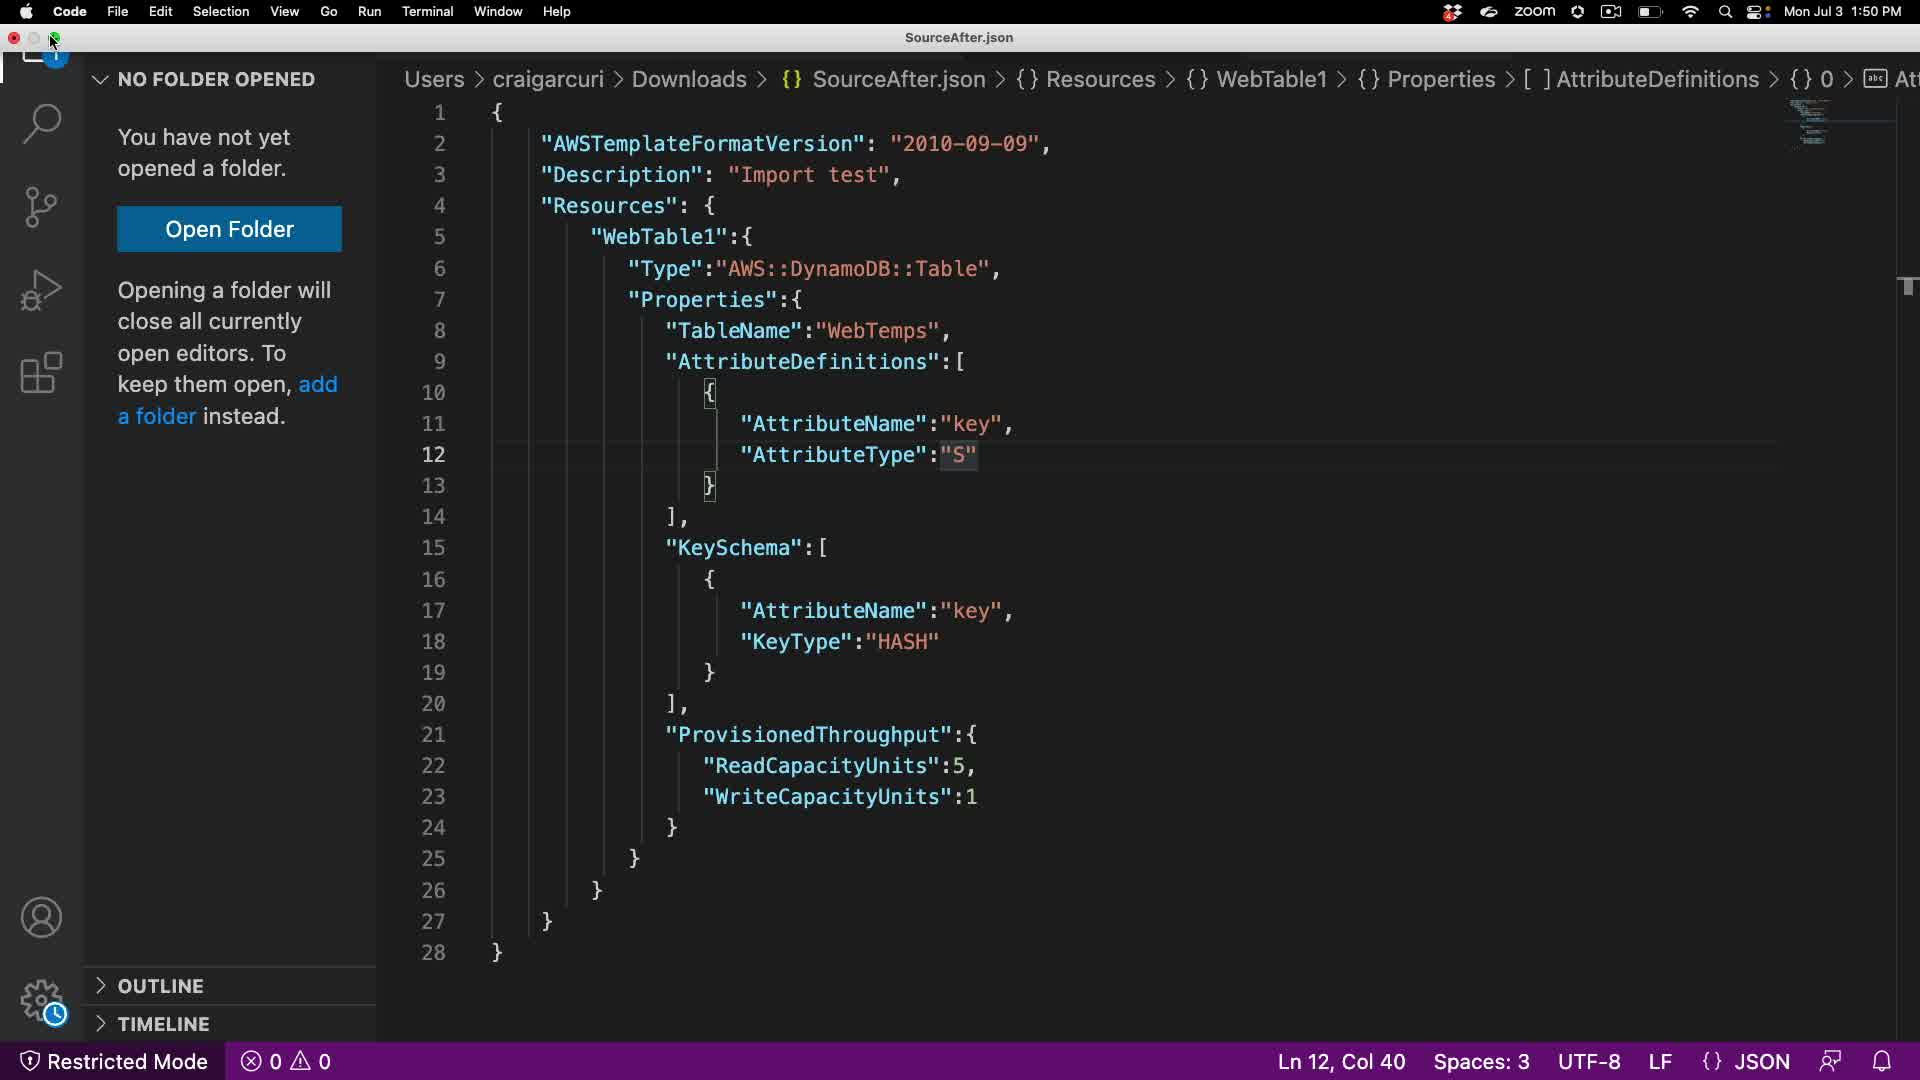 Code File Edit Selection View Go Run Terminal Window Help
zoom Mon Jul 3 1:50 PM
SourceAfter.json
NO FOLDER OPENED
You have not yet
opened a folder.
Open Folder
Opening a folder will
close all currently
open editors. To
keep them open, add
a folder instead.
OUTLINE
TIMELINE
Users > craigarcuri > Downloads > {} SourceAfter.json > {} Resources > {} WebTable1 > {} Properties > [ ] AttributeDefinitions > {} 0 > abc At
1 {
2 "AWSTemplateFormatVersion": "2010-09-09",
3 "Description": "Import test",
4 "Resources": {
5 "WebTable1":{
6 "Type":"AWS::DynamoDB::Table",
7 "Properties":{
8 "TableName":"WebTemps",
9 "AttributeDefinitions":[
10 {
11 "AttributeName":"key",
12 "AttributeType":"S"
13 }
14 ],
15 "KeySchema":[
16 {
17 "AttributeName":"key",
18 "KeyType":"HASH"
19 }
20 ],
21 "ProvisionedThroughput":{
22 "ReadCapacityUnits":5,
23 "WriteCapacityUnits":1
24 }
25 }
26 }
27 }
28 }
Restricted Mode 0 0 Ln 12, Col 40 Spaces: 3 UTF-8 LF {} JSON